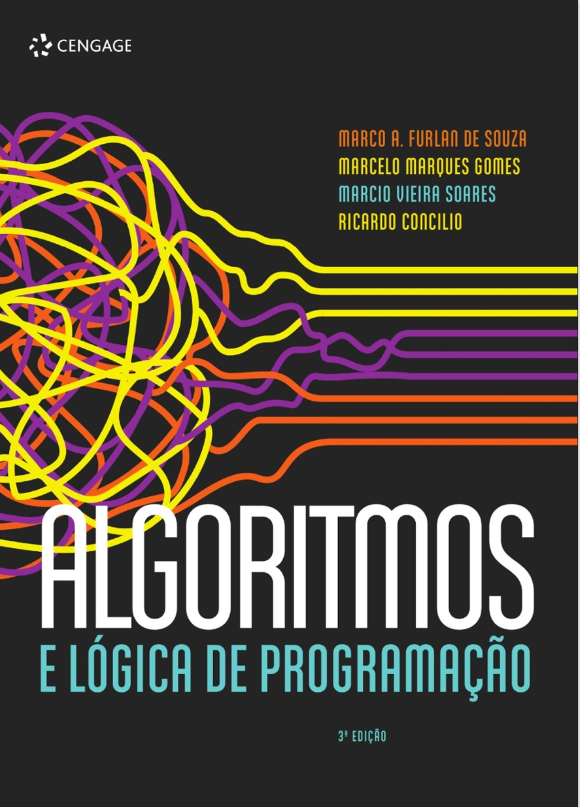 CENGAGE
MARCO A. FURLAN DE SOUZA
MARCELO MARQUES GOMES
MARCIO VIEIRA SOARES
RICARDO CONCILIO
ALGORITMOS
E LÓGICA DE PROGRAMAÇÃO
3ª EDIÇÃO